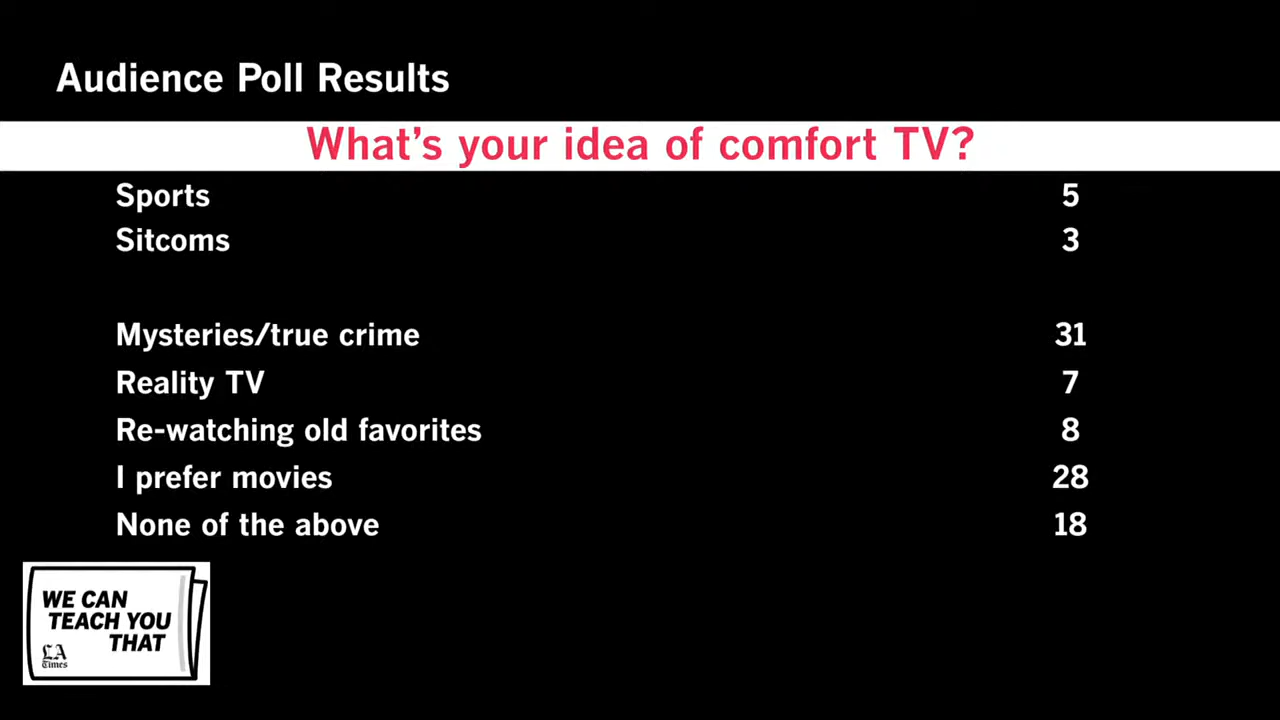 Audience Poll Results
What's your idea of comfort TV?
Sports 5
Sitcoms 3
Mysteries/true crime 31
Reality TV 7
Re-watching old favorites 8
I prefer movies 28
None of the above 18
WE CAN
TEACH YOU
THAT
LA
Times